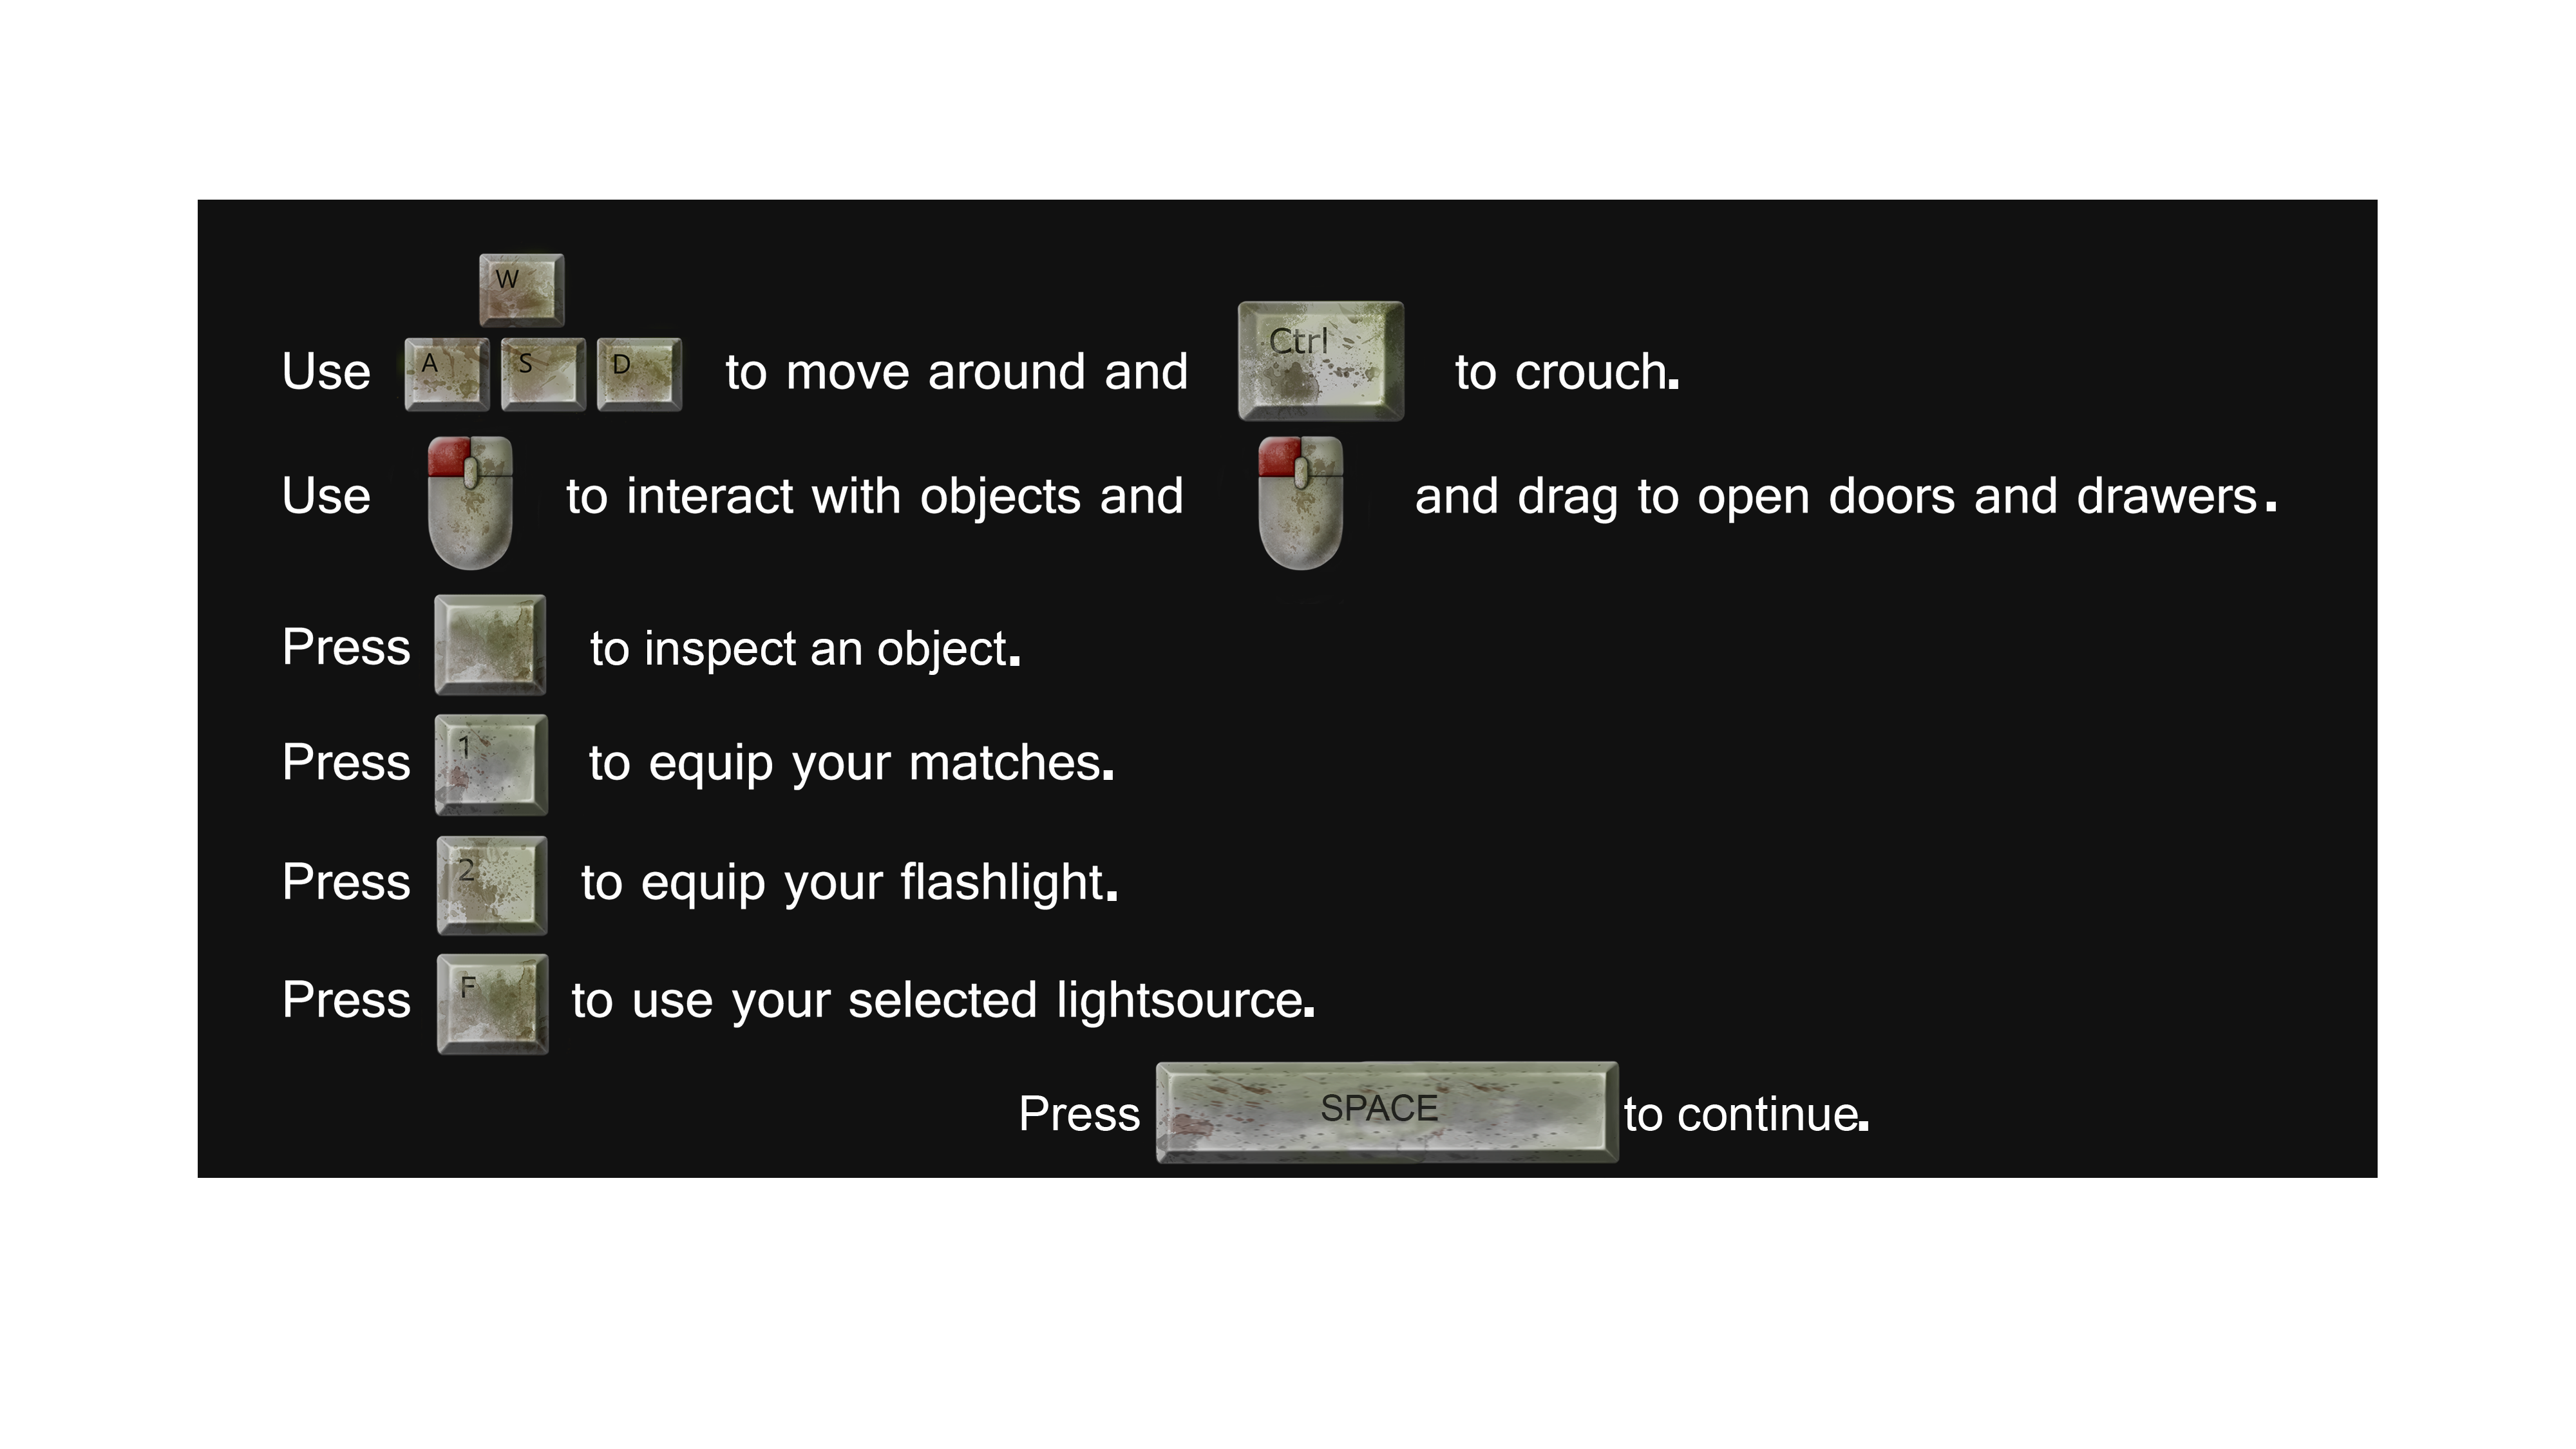 W
Use A S D to move around and Ctrl to crouch.
Use to interact with objects and and drag to open doors and drawers.
Press to inspect an object.
Press 1 to equip your matches.
Press 2 to equip your flashlight.
Press F to use your selected lightsource.
Press SPACE to continue.